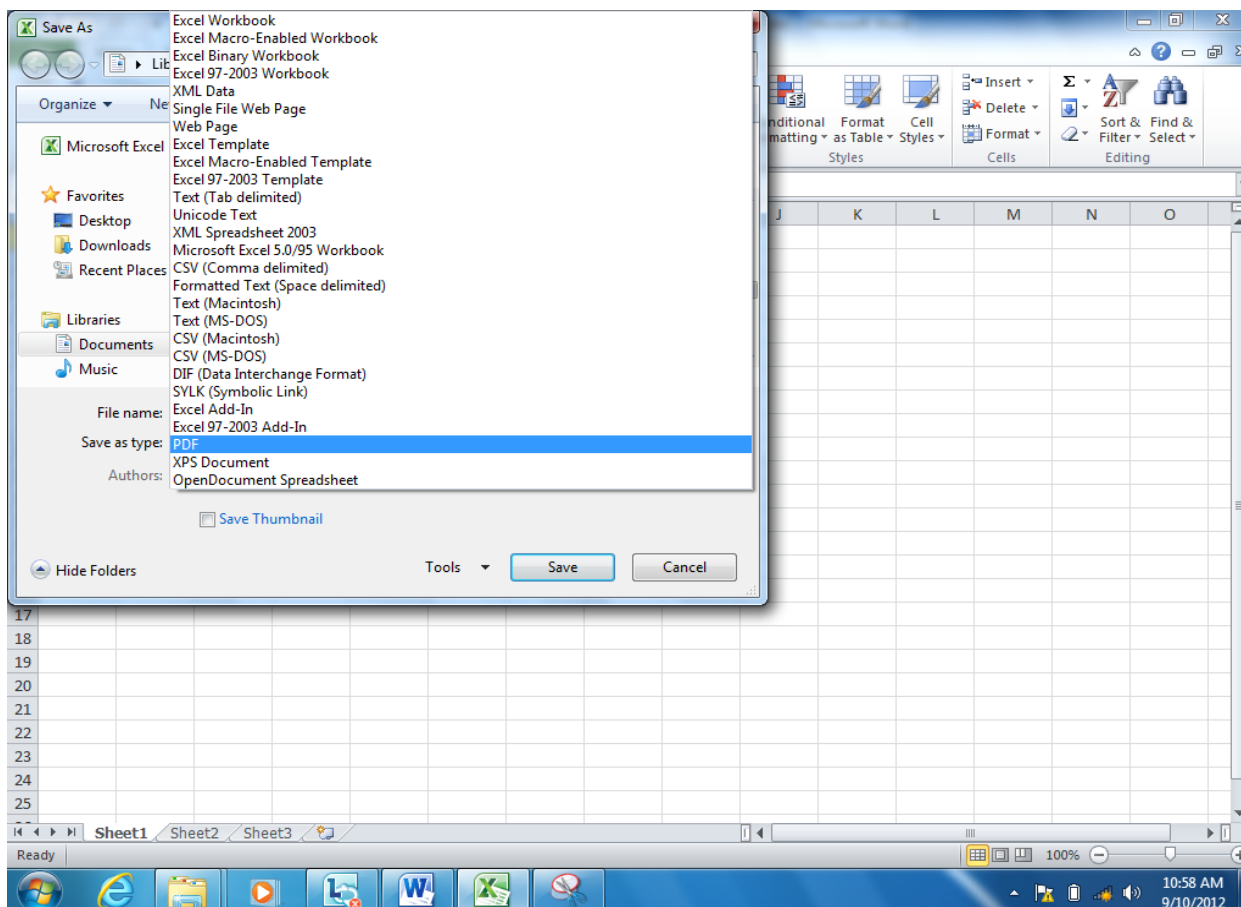 Save As
Lib
Organize
Ne
Microsoft Excel
Favorites
Desktop
Downloads
Recent Places
Libraries
Documents
Music
Excel Workbook
Excel Macro-Enabled Workbook
Excel Binary Workbook
Excel 97-2003 Workbook
XML Data
Single File Web Page
Web Page
Excel Template
Excel Macro-Enabled Template
Excel 97-2003 Template
Text (Tab delimited)
Unicode Text
XML Spreadsheet 2003
Microsoft Excel 5.0/95 Workbook
CSV (Comma delimited)
Formatted Text (Space delimited)
Text (Macintosh)
Text (MS-DOS)
CSV (Macintosh)
CSV (MS-DOS)
DIF (Data Interchange Format)
SYLK (Symbolic Link)
Excel Add-In
Excel 97-2003 Add-In
PDF
XPS Document
OpenDocument Spreadsheet
File name:
Save as type:
Authors:
Save Thumbnail
Hide Folders
Tools
Save
Cancel
nditional
matting
Format
as Table
Cell
Styles
Styles
Insert
Delete
Format
Cells
Σ
Sort &
Filter
Find &
Select
Editing
J K L M N O
17
18
19
20
21
22
23
24
25
Sheet1 Sheet2 Sheet3
Ready
100%
10:58 AM
9/10/2012